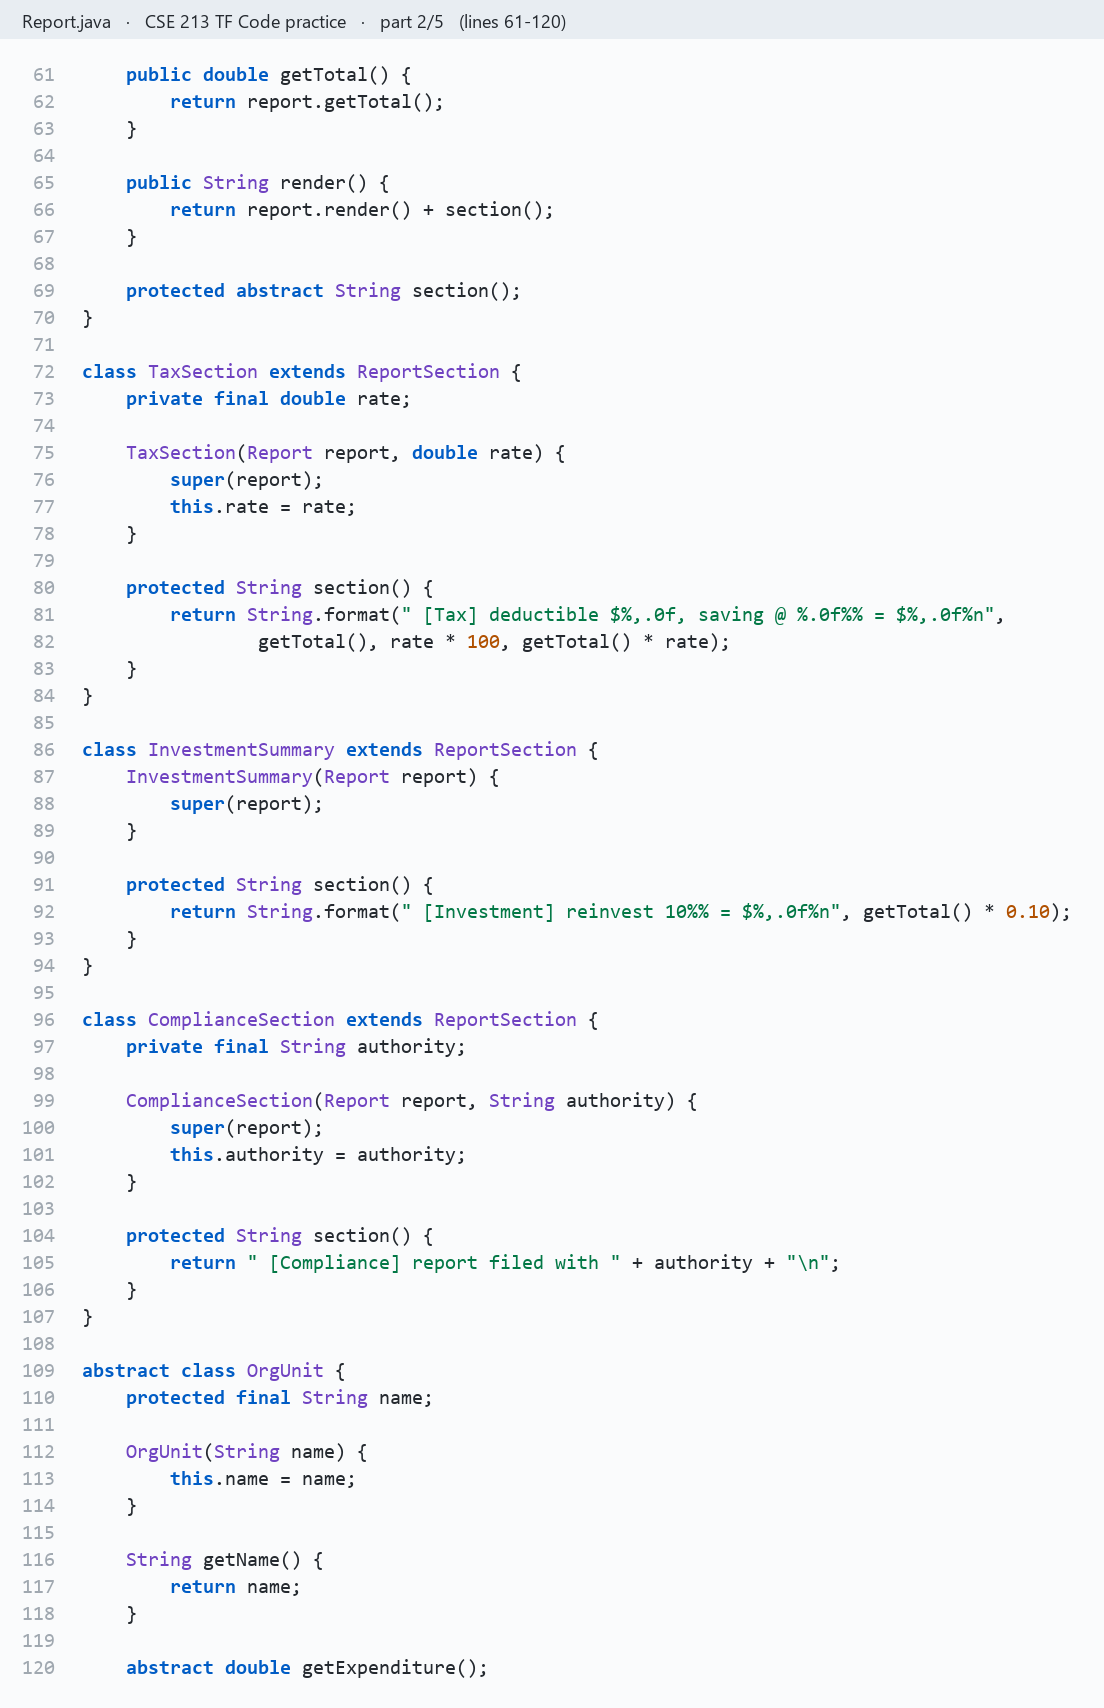 Report.java · CSE 213 TF Code practice · part 2/5 (lines 61-120)
61     public double getTotal() {
62         return report.getTotal();
63     }
64
65     public String render() {
66         return report.render() + section();
67     }
68
69     protected abstract String section();
70 }
71
72 class TaxSection extends ReportSection {
73     private final double rate;
74
75     TaxSection(Report report, double rate) {
76         super(report);
77         this.rate = rate;
78     }
79
80     protected String section() {
81         return String.format(" [Tax] deductible $%,.0f, saving @ %.0f%% = $%,.0f%n",
82                 getTotal(), rate * 100, getTotal() * rate);
83     }
84 }
85
86 class InvestmentSummary extends ReportSection {
87     InvestmentSummary(Report report) {
88         super(report);
89     }
90
91     protected String section() {
92         return String.format(" [Investment] reinvest 10%% = $%,.0f%n", getTotal() * 0.10);
93     }
94 }
95
96 class ComplianceSection extends ReportSection {
97     private final String authority;
98
99     ComplianceSection(Report report, String authority) {
100         super(report);
101         this.authority = authority;
102     }
103
104     protected String section() {
105         return " [Compliance] report filed with " + authority + "\n";
106     }
107 }
108
109 abstract class OrgUnit {
110     protected final String name;
111
112     OrgUnit(String name) {
113         this.name = name;
114     }
115
116     String getName() {
117         return name;
118     }
119
120     abstract double getExpenditure();